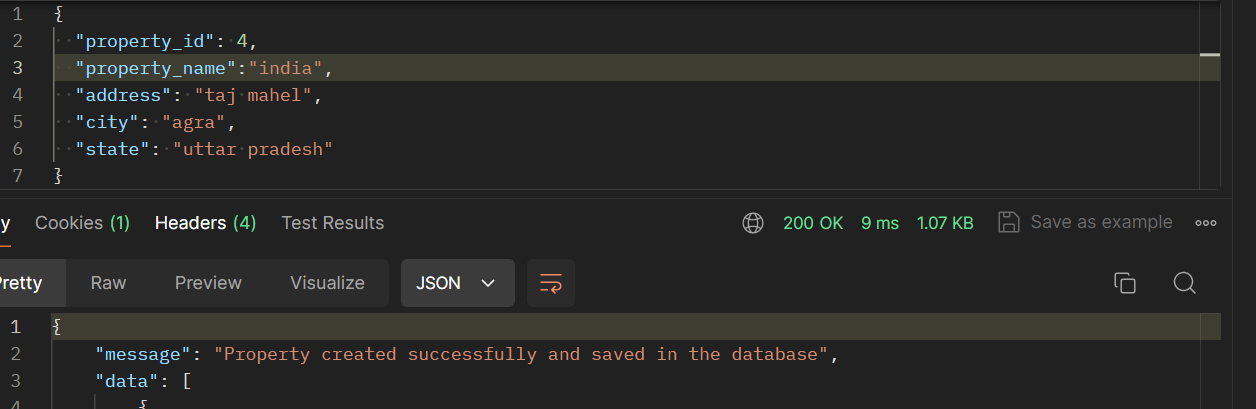 1 {
2 "property_id": 4,
3 "property_name":"india",
4 "address": "taj mahel",
5 "city": "agra",
6 "state": "uttar pradesh"
7 }
y Cookies (1) Headers (4) Test Results 200 OK 9 ms 1.07 KB Save as example
retty Raw Preview Visualize JSON
1 {
2 "message": "Property created successfully and saved in the database",
3 "data": [
4 {